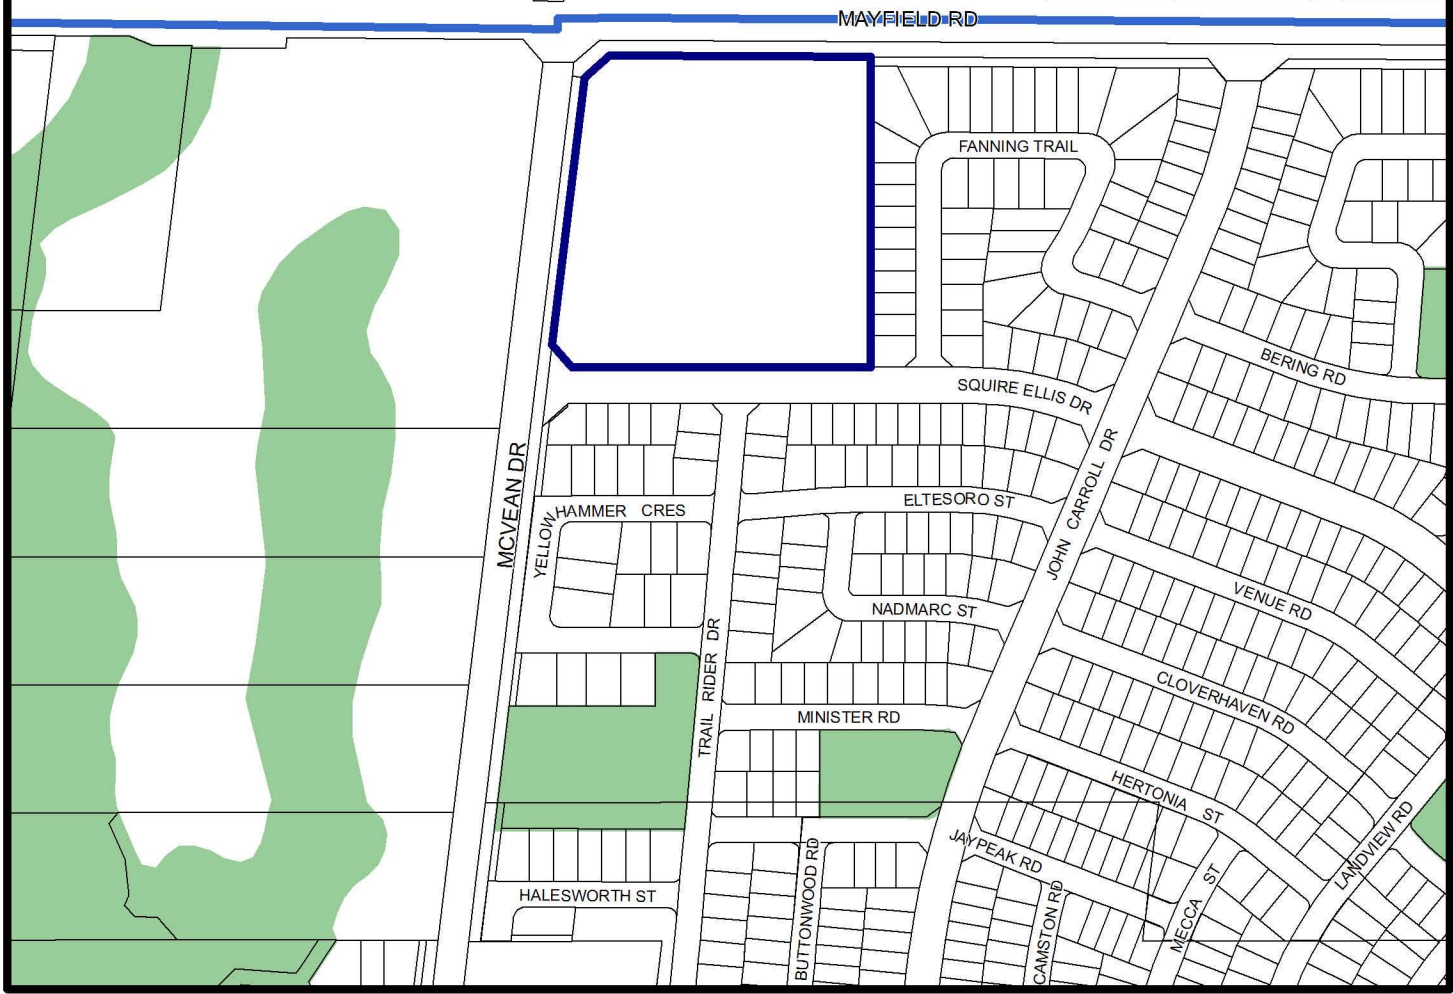 MAYFIELD RD
FANNING TRAIL
BERING RD
SQUIRE ELLIS DR
MCVEAN DR
JOHN CARROLL DR
ELTESORO ST
YELLOW HAMMER CRES
VENUE RD
NADMARC ST
TRAIL RIDER DR
CLOVERHAVEN RD
MINISTER RD
HERTONIA ST
LANDVIEW RD
JAYPEAK RD
BUTTONWOOD RD
MECCA ST
HALESWORTH ST
CAMSTON RD